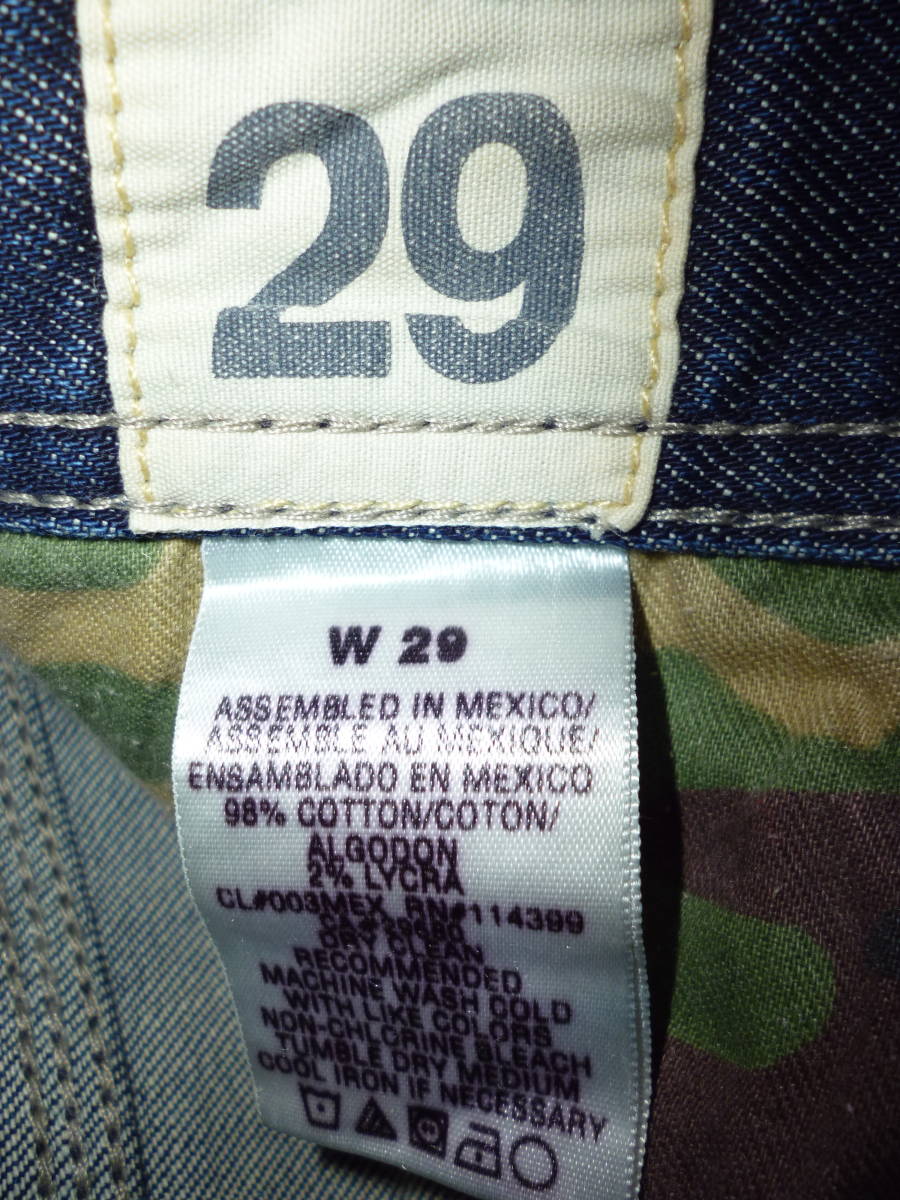 29
W 29
ASSEMBLED IN MEXICO/
ASSEMBLE AU MEXIQUE/
ENSAMBLADO EN MEXICO
98% COTTON/COTON/
ALGODON
2% LYCRA
CL#003MEX RN#114399
DRY CLEAN
RECOMMENDED
MACHINE WASH COLD
WITH LIKE COLORS
NON-CHLORINE BLEACH
TUMBLE DRY MEDIUM
COOL IRON IF NECESSARY